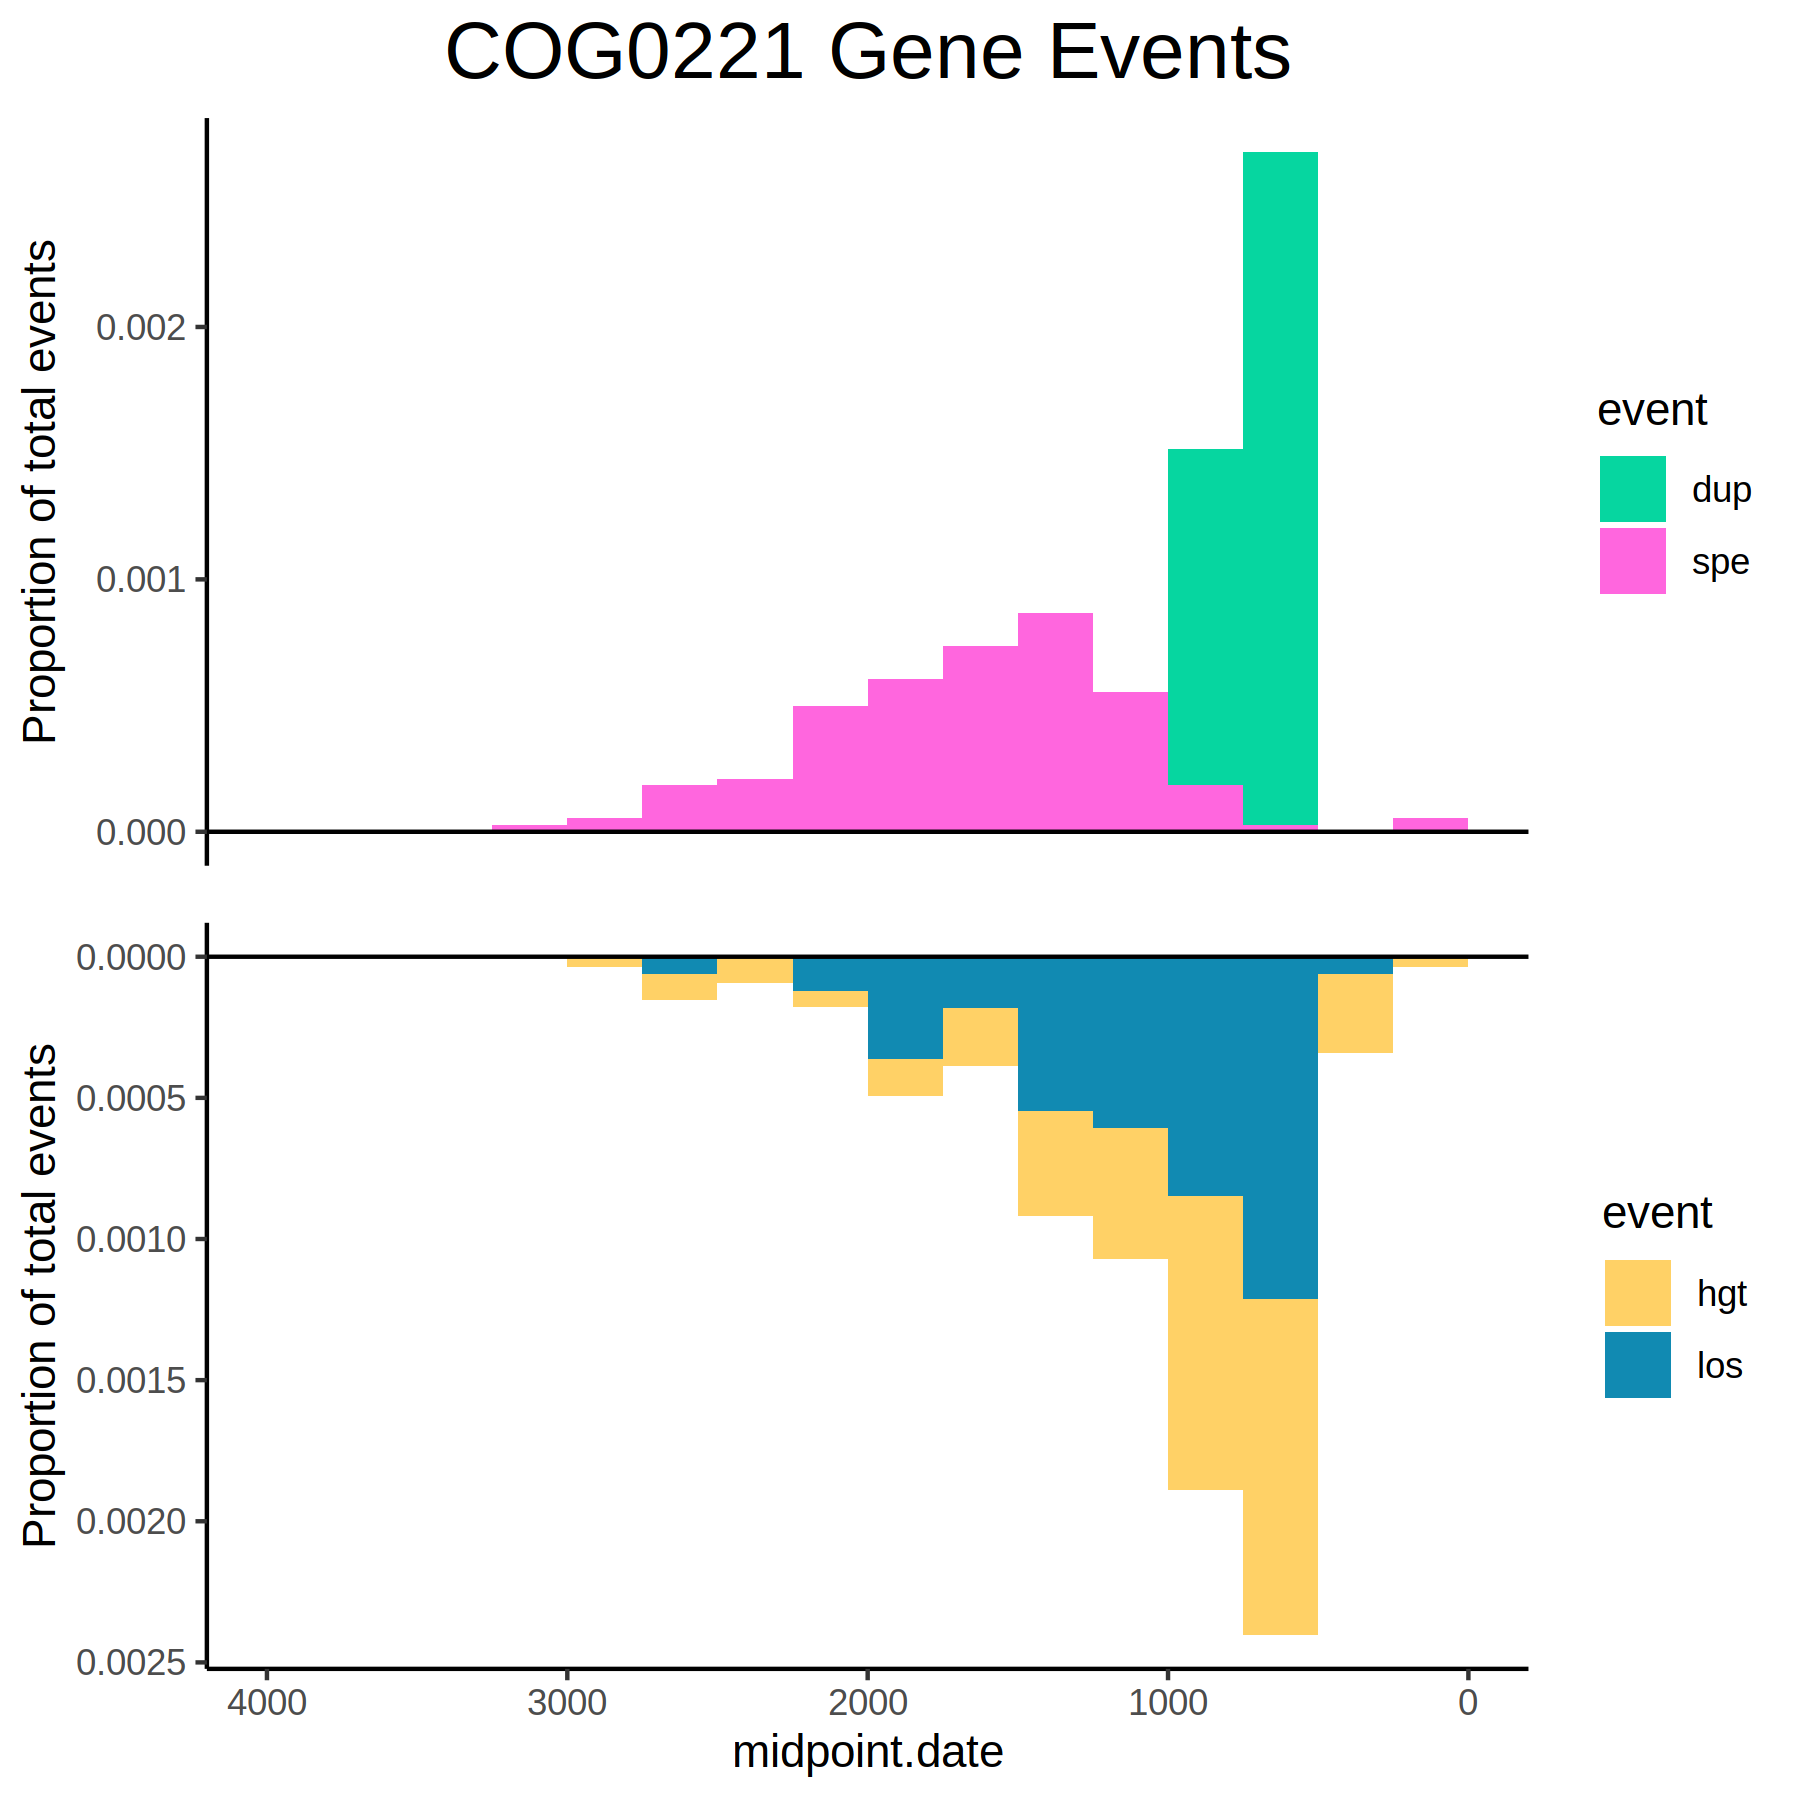 COG0221 Gene Events
Proportion of total events
0.002
0.001
0.000
event
dup
spe
Proportion of total events
0.0000
0.0005
0.0010
0.0015
0.0020
0.0025
event
hgt
los
4000 3000 2000 1000 0
midpoint.date